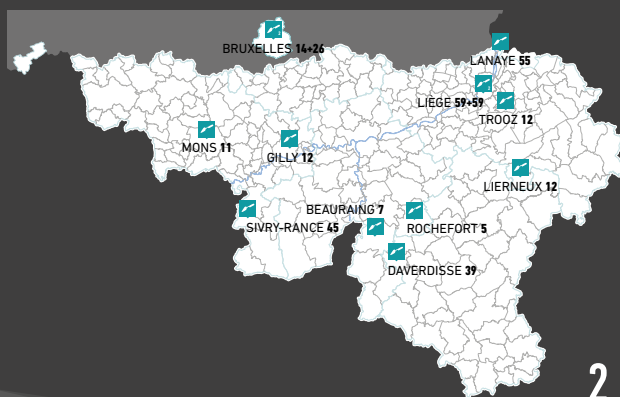 BRUXELLES 14+26
LANAYE 55
LIEGE 59+59
TROOZ 12
MONS 11
GILLY 12
LIERNEUX 12
BEAURAING 7
SIVRY-RANCE 45
ROCHEFORT 5
DAVERDISSE 39
2